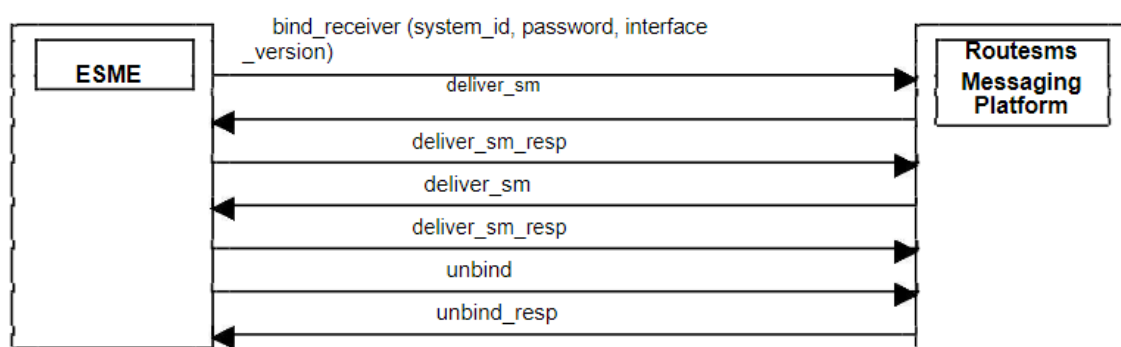 bind_receiver (system_id, password, interface
_version)
ESME
Routesms
Messaging
Platform
deliver_sm
deliver_sm_resp
deliver_sm
deliver_sm_resp
unbind
unbind_resp